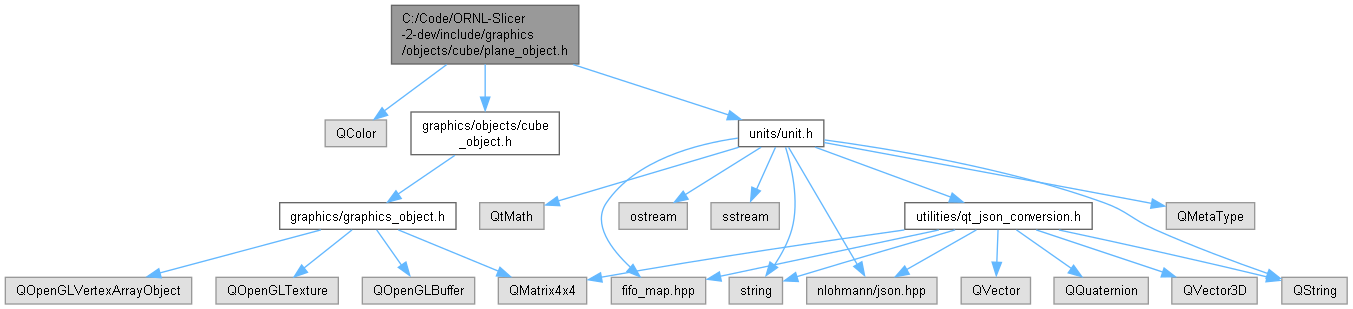 C:/Code/ORNL-Slicer
-2-dev/include/graphics
/objects/cube/plane_object.h
QColor
graphics/objects/cube
_object.h
units/unit.h
graphics/graphics_object.h
QtMath
ostream
sstream
utilities/qt_json_conversion.h
QMetaType
QOpenGLVertexArrayObject
QOpenGLTexture
QOpenGLBuffer
QMatrix4x4
fifo_map.hpp
string
nlohmann/json.hpp
QVector
QQuaternion
QVector3D
QString